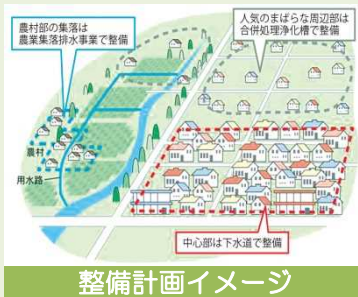 農村部の集落は
農業集落排水事業で整備
人気のまばらな周辺部は
合併処理浄化槽で整備
農村
用水路
中心部は下水道で整備
整備計画イメージ